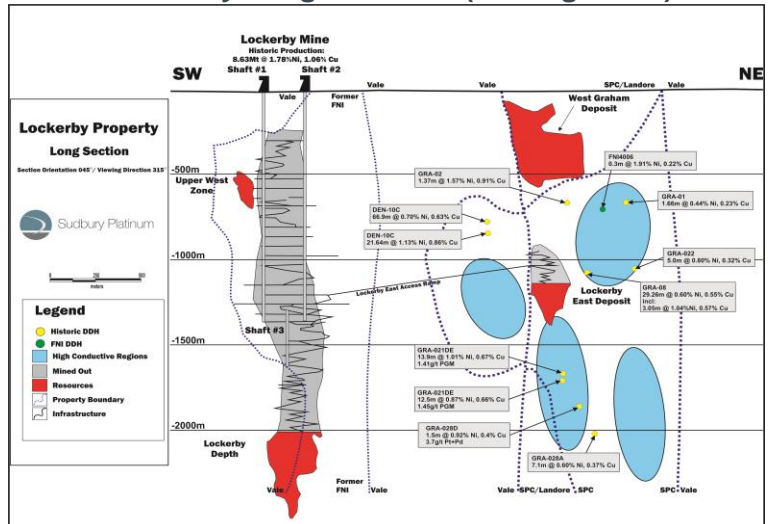 Lockerby Mine
Historic Production:
8.63Mt @ 1.78%Ni, 1.06% Cu
Shaft #1
Shaft #2
SW
NE
Vale
Former
FNI
Vale
Vale
SPC/Landore
Vale
Lockerby Property
Long Section
Section Orientation 045°/ Viewing Direction 315°
Sudbury Platinum
meters
Legend
Historic DDH
FNI DDH
High Conductive Regions
Mined Out
Resources
Property Boundary
Infrastructure
-500m
-1000m
-1500m
-2000m
Upper West
Zone
Shaft #3
Lockerby
Depth
Lockerby East Access Ramp
West Graham
Deposit
Lockerby
East Deposit
GRA-02
1.37m @ 1.57% Ni, 0.91% Cu
DEN-10C
66.9m @ 0.70% Ni, 0.63% Cu
DEN-10C
21.64m @ 1.13% Ni, 0.86% Cu
FNI4006
0.3m @ 1.91% Ni, 0.22% Cu
GRA-01
1.66m @ 0.44% Ni, 0.23% Cu
GRA-022
5.0m @ 0.80% Ni, 0.32% Cu
GRA-08
29.26m @ 0.60% Ni, 0.55% Cu
incl:
3.05m @ 1.04%Ni, 0.57% Cu
GRA-021DE
13.9m @ 1.01% Ni, 0.67% Cu
1.41g/t PGM
GRA-021DE
12.5m @ 0.87% Ni, 0.66% Cu
1.45g/t PGM
GRA-028D
1.5m @ 0.92% Ni, 0.4% Cu
3.7g/t Pt+Pd
GRA-028A
7.1m @ 0.60% Ni, 0.37% Cu
Vale
Former
FNI
Vale
Vale
SPC/Landore
SPC
SPC
Vale